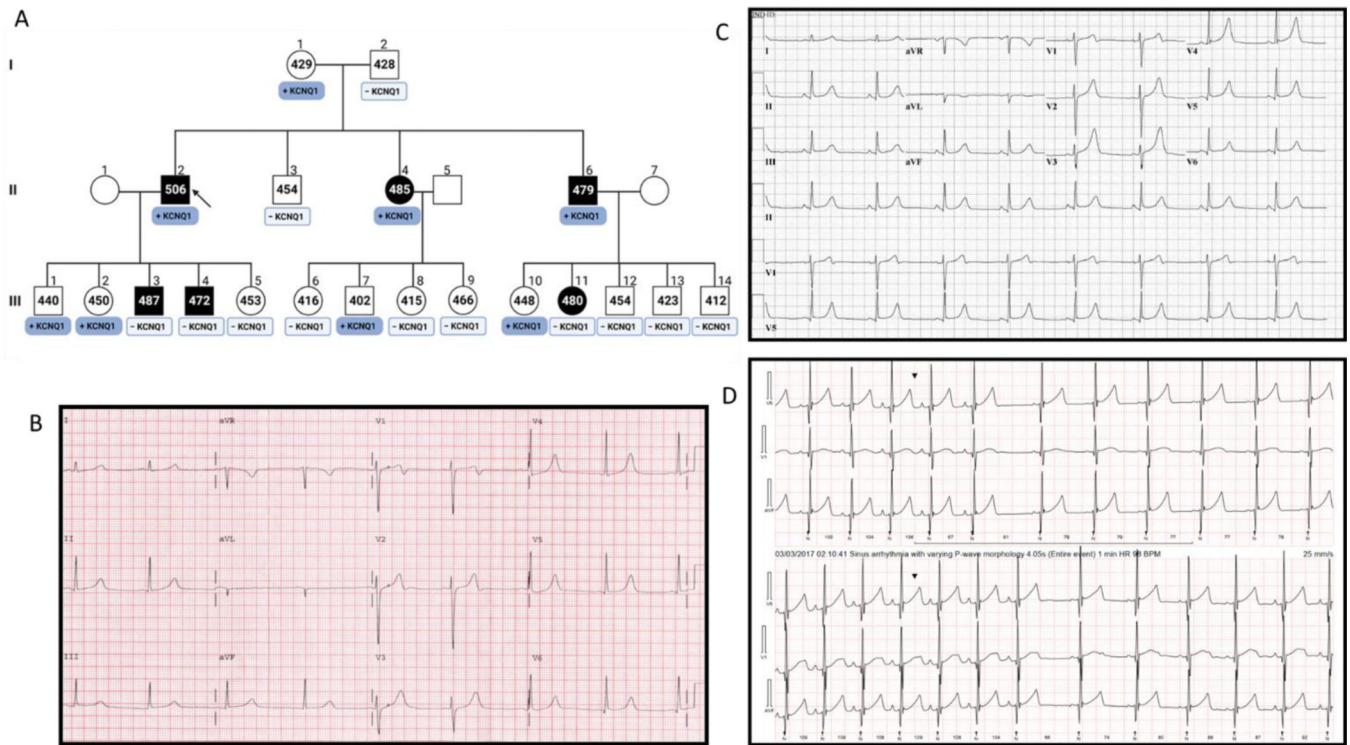 A
I
1
2
429
428
+ KCNQ1
− KCNQ1
II
1
2
3
4
5
6
7
506
454
485
479
+ KCNQ1
− KCNQ1
+ KCNQ1
+ KCNQ1
III
1
2
3
4
5
6
7
8
9
10
11
12
13
14
440
450
487
472
453
416
402
415
466
448
480
454
423
412
+ KCNQ1
+ KCNQ1
− KCNQ1
− KCNQ1
− KCNQ1
− KCNQ1
+ KCNQ1
− KCNQ1
− KCNQ1
+ KCNQ1
− KCNQ1
− KCNQ1
− KCNQ1
− KCNQ1
B
I
aVR
V1
V4
II
aVL
V2
V5
III
aVF
V3
V6
C
I
aVR
V1
V4
II
aVL
V2
V5
III
aVF
V3
V6
II
V1
V5
D
03/03/2017 02:10:41 Sinus arrhythmia with varying P-wave morphology 4.05s (Entire event) 1 min HR 98 BPM
25 mm/s